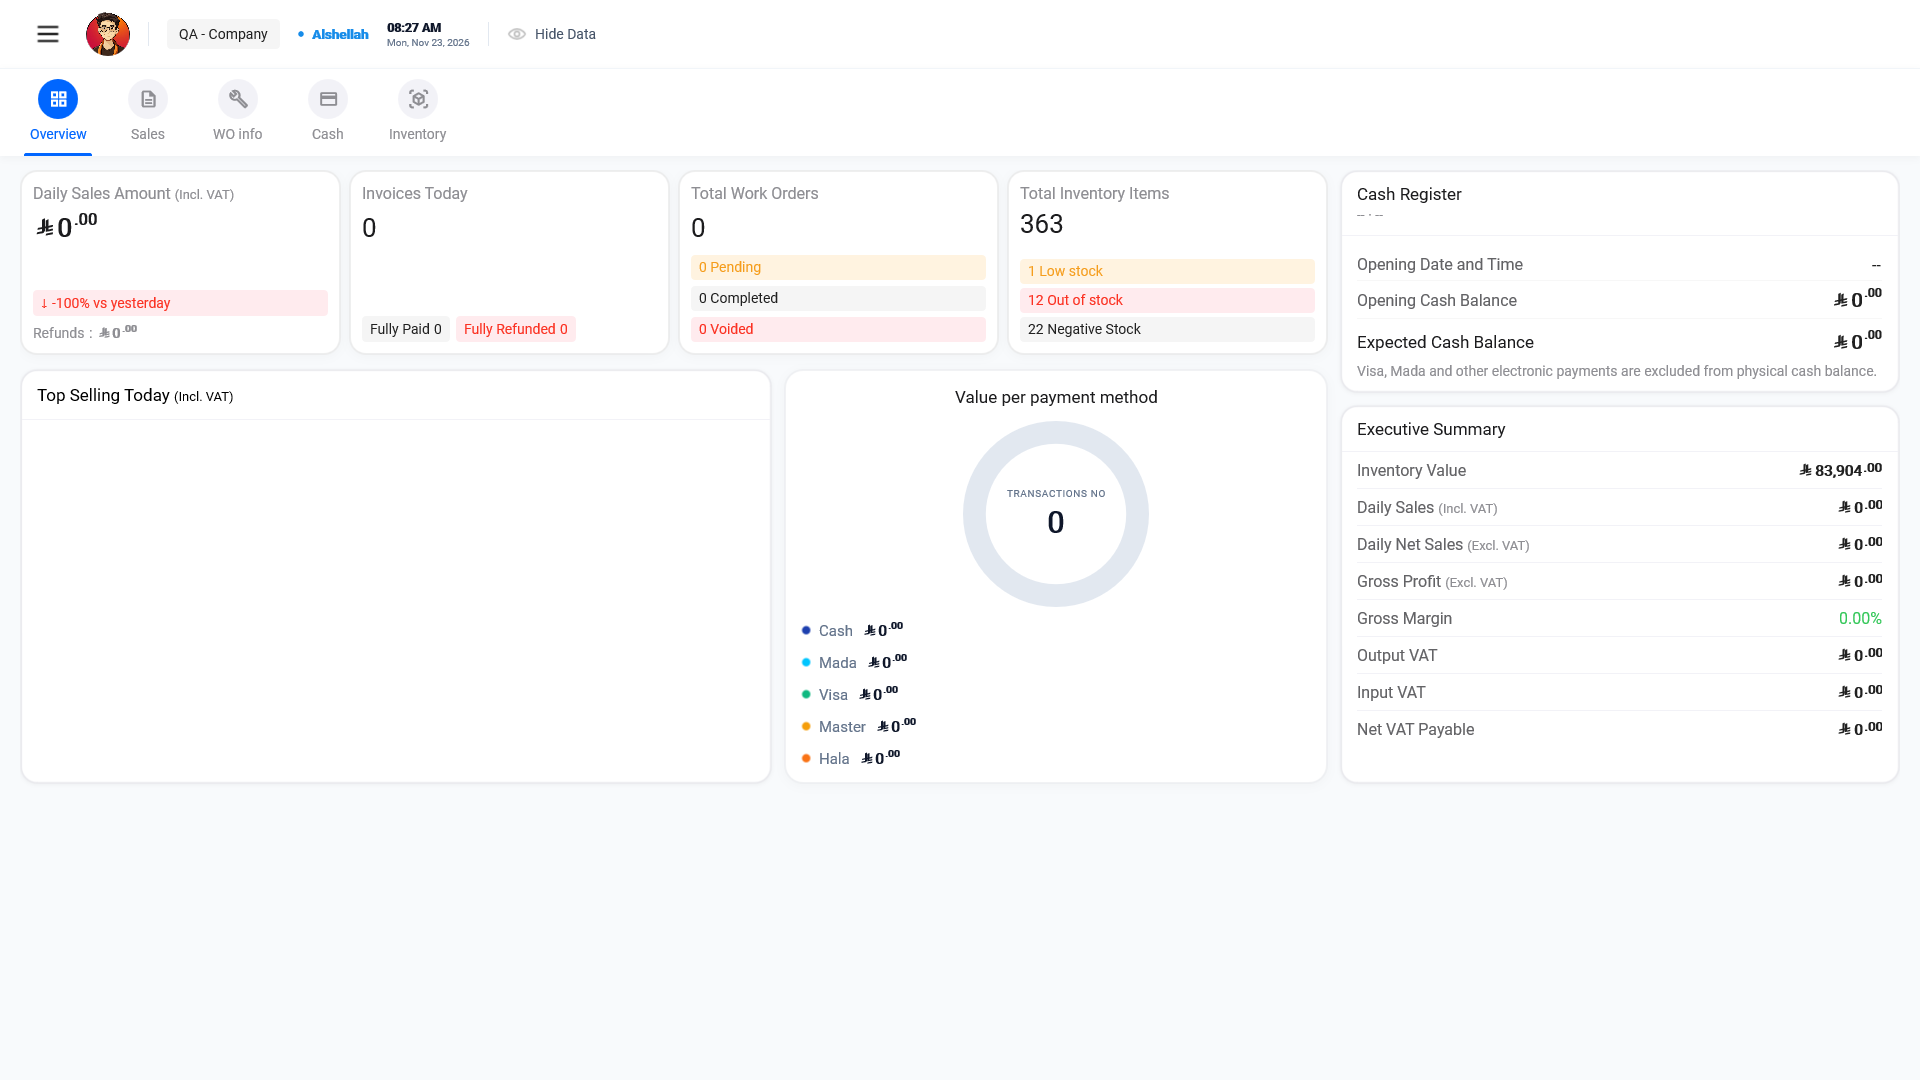 QA - Company
Alshellah
08:27 AM
Mon, Nov 23, 2026
Hide Data
Overview
Sales
WO info
Cash
Inventory
Daily Sales Amount (Incl. VAT)
⃁ 0.00
↓ -100% vs yesterday
Refunds : ⃁ 0.00
Invoices Today
0
Fully Paid 0
Fully Refunded 0
Total Work Orders
0
0 Pending
0 Completed
0 Voided
Total Inventory Items
363
1 Low stock
12 Out of stock
22 Negative Stock
Cash Register
-- · --
Opening Date and Time --
Opening Cash Balance ⃁ 0.00
Expected Cash Balance ⃁ 0.00
Visa, Mada and other electronic payments are excluded from physical cash balance.
Top Selling Today (Incl. VAT)
Value per payment method
TRANSACTIONS NO
0
Cash ⃁ 0.00
Mada ⃁ 0.00
Visa ⃁ 0.00
Master ⃁ 0.00
Hala ⃁ 0.00
Executive Summary
Inventory Value ⃁ 83,904.00
Daily Sales (Incl. VAT) ⃁ 0.00
Daily Net Sales (Excl. VAT) ⃁ 0.00
Gross Profit (Excl. VAT) ⃁ 0.00
Gross Margin 0.00%
Output VAT ⃁ 0.00
Input VAT ⃁ 0.00
Net VAT Payable ⃁ 0.00